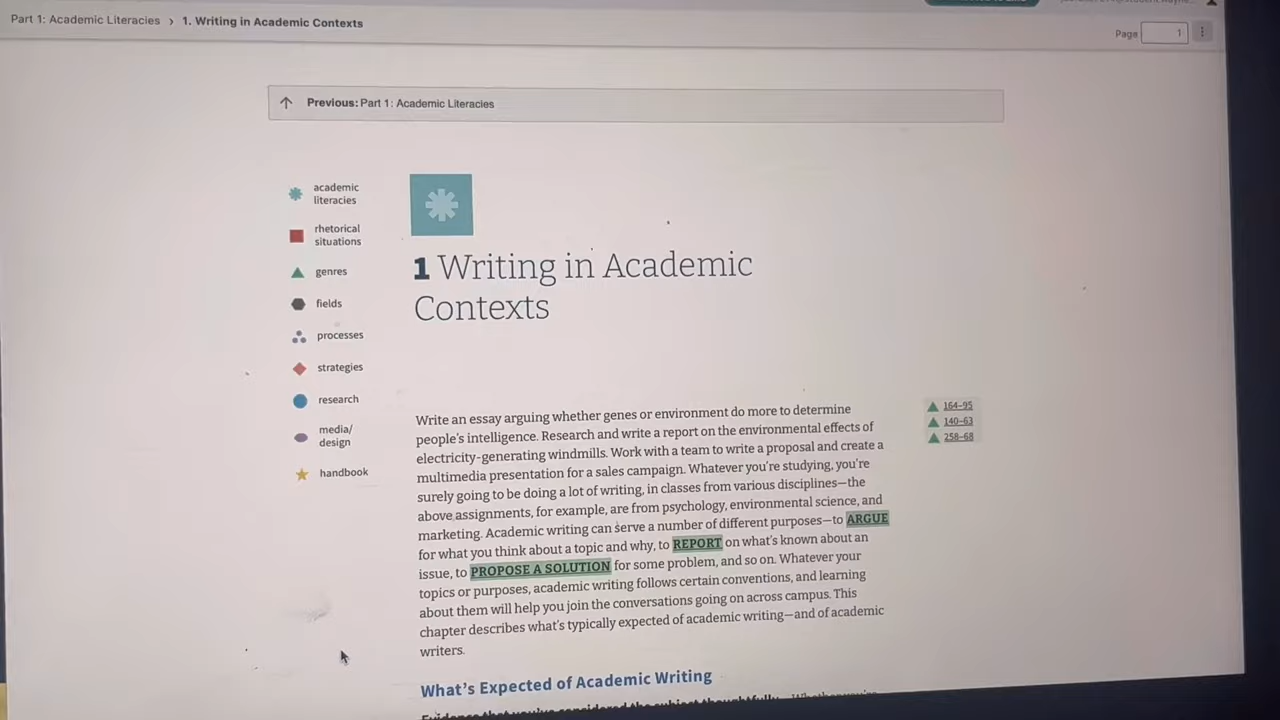 Part 1: Academic Literacies > 1. Writing in Academic Contexts
Page 1
Previous: Part 1: Academic Literacies
academic
literacies
rhetorical
situations
genres
fields
processes
strategies
research
media/
design
handbook
1 Writing in Academic
Contexts
Write an essay arguing whether genes or environment do more to determine
people's intelligence. Research and write a report on the environmental effects of
electricity-generating windmills. Work with a team to write a proposal and create a
multimedia presentation for a sales campaign. Whatever you're studying, you're
surely going to be doing a lot of writing, in classes from various disciplines—the
above assignments, for example, are from psychology, environmental science, and
marketing. Academic writing can serve a number of different purposes—to ARGUE
for what you think about a topic and why, to REPORT on what's known about an
issue, to PROPOSE A SOLUTION for some problem, and so on. Whatever your
topics or purposes, academic writing follows certain conventions, and learning
about them will help you join the conversations going on across campus. This
chapter describes what's typically expected of academic writing—and of academic
writers.
164–95
140–63
258–68
What's Expected of Academic Writing